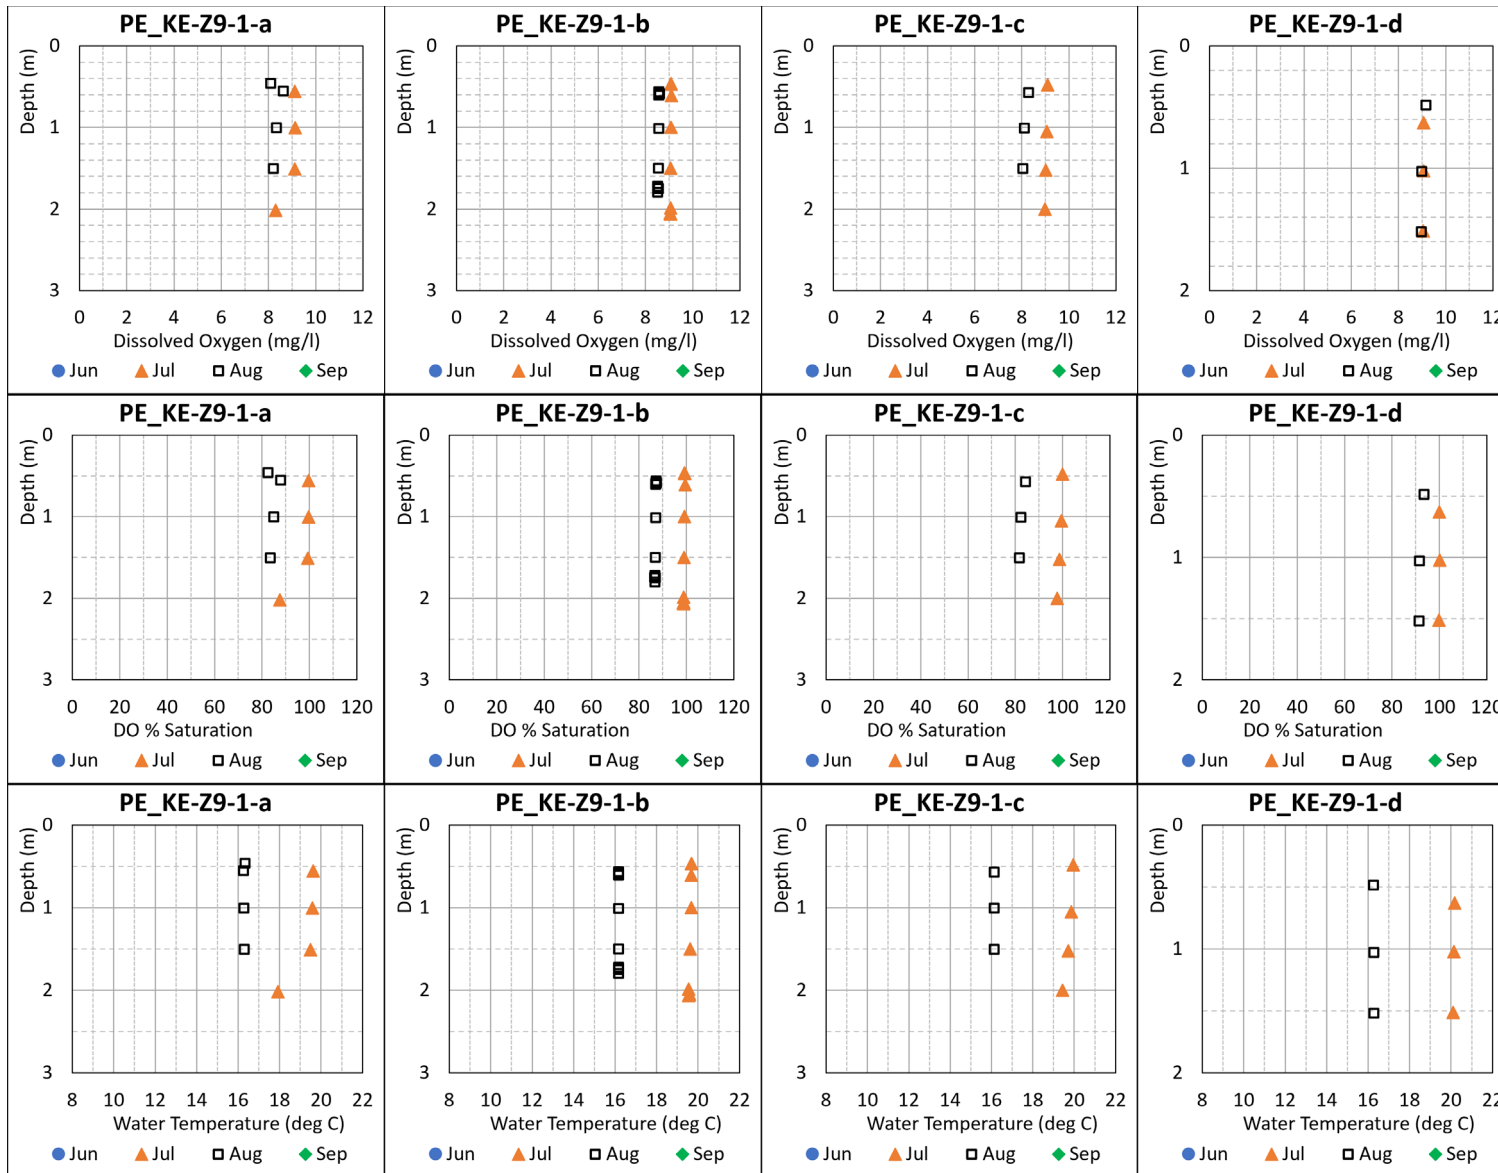 PE_KE-Z9-1-a PE_KE-Z9-1-b PE_KE-Z9-1-c PE_KE-Z9-1-d
Depth (m) Depth (m) Depth (m) Depth (m)
0 0 0 0
1 1 1 1
2 2 2
3 3 3 2
0 2 4 6 8 10 12 0 2 4 6 8 10 12 0 2 4 6 8 10 12 0 2 4 6 8 10 12
Dissolved Oxygen (mg/l) Dissolved Oxygen (mg/l) Dissolved Oxygen (mg/l) Dissolved Oxygen (mg/l)
Jun Jul Aug Sep Jun Jul Aug Sep Jun Jul Aug Sep Jun Jul Aug Sep
PE_KE-Z9-1-a PE_KE-Z9-1-b PE_KE-Z9-1-c PE_KE-Z9-1-d
Depth (m) Depth (m) Depth (m) Depth (m)
0 0 0 0
1 1 1 1
2 2 2
3 3 3 2
0 20 40 60 80 100 120 0 20 40 60 80 100 120 0 20 40 60 80 100 120 0 20 40 60 80 100 120
DO % Saturation DO % Saturation DO % Saturation DO % Saturation
Jun Jul Aug Sep Jun Jul Aug Sep Jun Jul Aug Sep Jun Jul Aug Sep
PE_KE-Z9-1-a PE_KE-Z9-1-b PE_KE-Z9-1-c PE_KE-Z9-1-d
Depth (m) Depth (m) Depth (m) Depth (m)
0 0 0 0
1 1 1 1
2 2 2
3 3 3 2
8 10 12 14 16 18 20 22 8 10 12 14 16 18 20 22 8 10 12 14 16 18 20 22 8 10 12 14 16 18 20 22
Water Temperature (deg C) Water Temperature (deg C) Water Temperature (deg C) Water Temperature (deg C)
Jun Jul Aug Sep Jun Jul Aug Sep Jun Jul Aug Sep Jun Jul Aug Sep